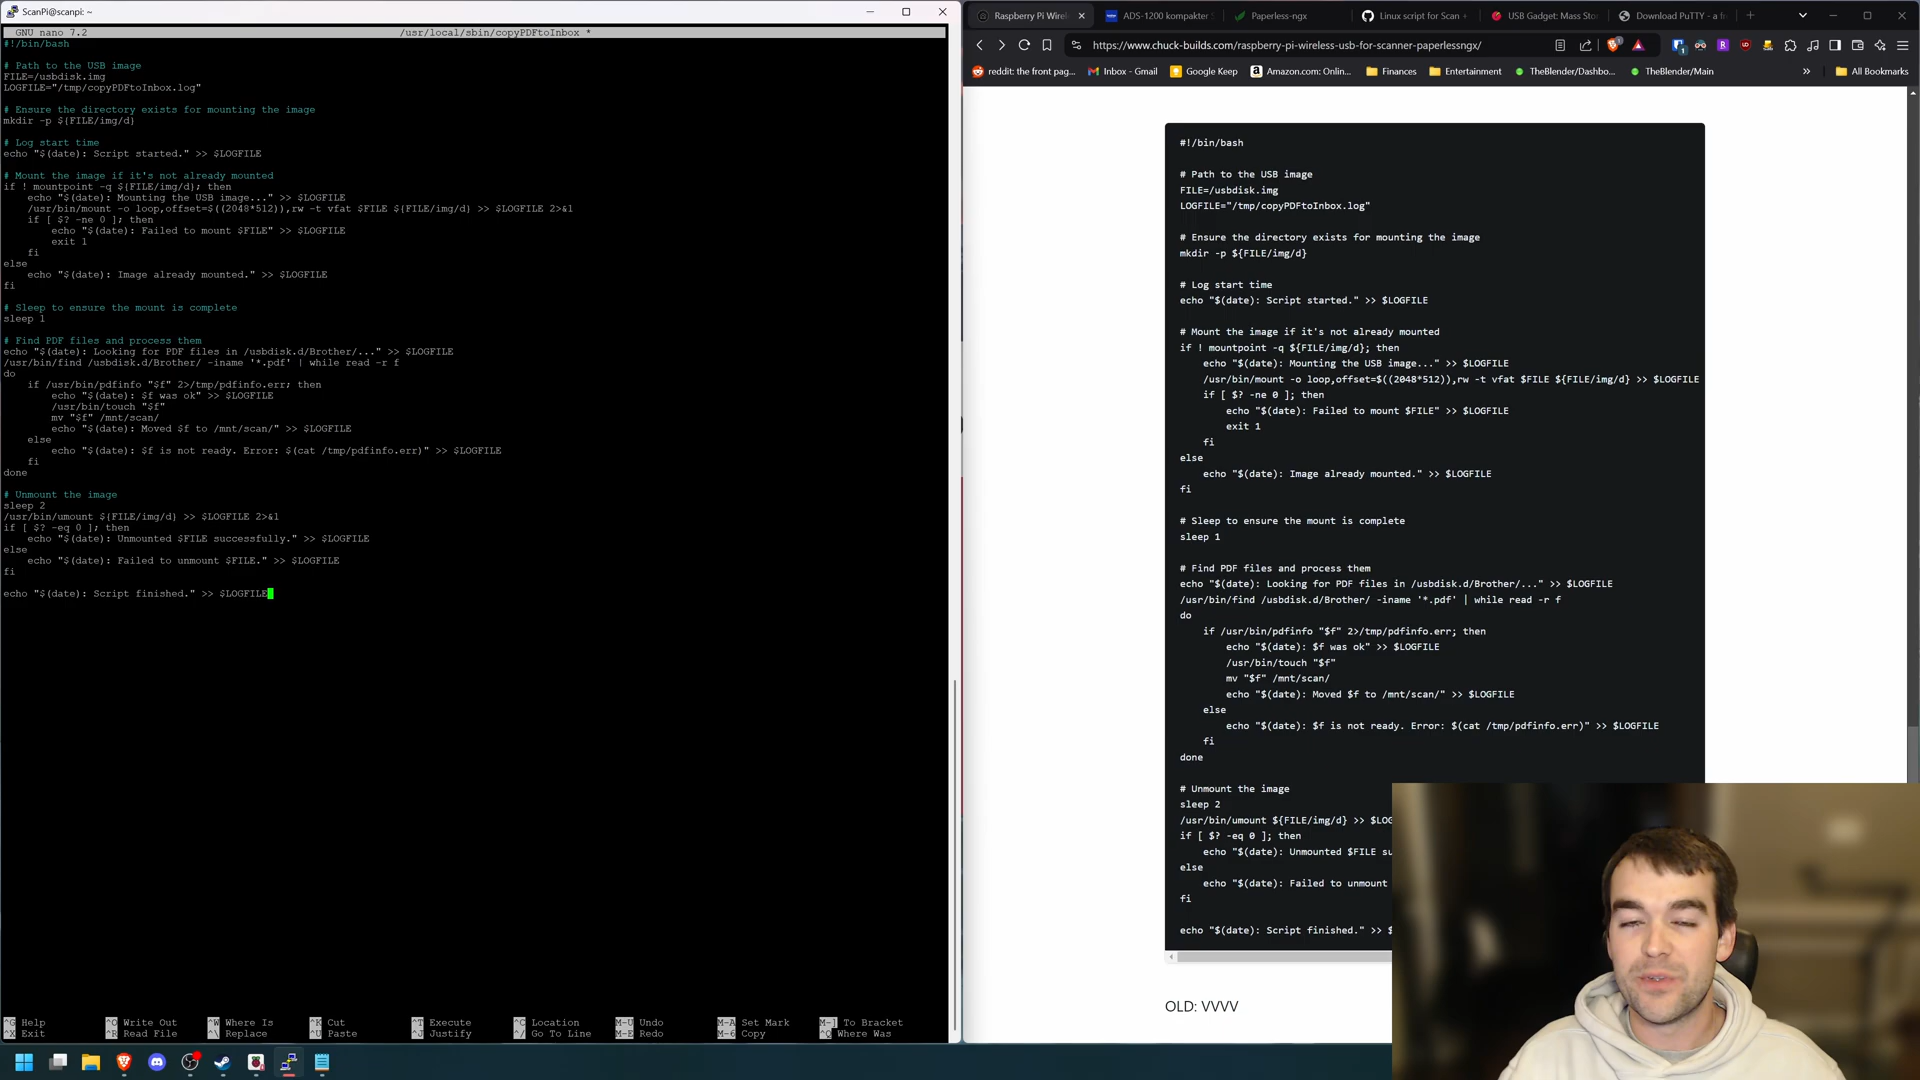 ScanPi@scanpi: ~
GNU nano 7.2
/usr/local/sbin/copyPDFtoInbox *
#!/bin/bash
# Path to the USB image
FILE=/usbdisk.img
LOGFILE="/tmp/copyPDFtoInbox.log"
# Ensure the directory exists for mounting the image
mkdir -p ${FILE/img/d}
# Log start time
echo "$(date): Script started." >> $LOGFILE
# Mount the image if it's not already mounted
if ! mountpoint -q ${FILE/img/d}; then
echo "$(date): Mounting the USB image..." >> $LOGFILE
/usr/bin/mount -o loop,offset=$((2048*512)),rw -t vfat $FILE ${FILE/img/d} >> $LOGFILE 2>&1
if [ $? -ne 0 ]; then
echo "$(date): Failed to mount $FILE" >> $LOGFILE
exit 1
fi
else
echo "$(date): Image already mounted." >> $LOGFILE
fi
# Sleep to ensure the mount is complete
sleep 1
# Find PDF files and process them
echo "$(date): Looking for PDF files in /usbdisk.d/Brother/..." >> $LOGFILE
/usr/bin/find /usbdisk.d/Brother/ -iname '*.pdf' | while read -r f
do
if /usr/bin/pdfinfo "$f" 2>/tmp/pdfinfo.err; then
echo "$(date): $f was ok" >> $LOGFILE
/usr/bin/touch "$f"
mv "$f" /mnt/scan/
echo "$(date): Moved $f to /mnt/scan/" >> $LOGFILE
else
echo "$(date): $f is not ready. Error: $(cat /tmp/pdfinfo.err)" >> $LOGFILE
fi
done
# Unmount the image
sleep 2
/usr/bin/umount ${FILE/img/d} >> $LOGFILE 2>&1
if [ $? -eq 0 ]; then
echo "$(date): Unmounted $FILE successfully." >> $LOGFILE
else
echo "$(date): Failed to unmount $FILE." >> $LOGFILE
fi
echo "$(date): Script finished." >> $LOGFILE
^G Help ^O Write Out ^W Where Is ^K Cut ^T Execute ^C Location M-U Undo M-A Set Mark M-] To Bracket
^X Exit ^R Read File ^\ Replace ^U Paste ^J Justify ^/ Go To Line M-E Redo M-6 Copy ^Q Where Was
Raspberry Pi Wirel
ADS-1200 kompakter
Paperless-ngx
Linux script for Scan +
USB Gadget: Mass Sto
Download PuTTY - a fr
https://www.chuck-builds.com/raspberry-pi-wireless-usb-for-scanner-paperlessngx/
reddit: the front pag...
Inbox - Gmail
Google Keep
Amazon.com: Onlin...
Finances
Entertainment
TheBlender/Dashbo...
TheBlender/Main
All Bookmarks
#!/bin/bash
# Path to the USB image
FILE=/usbdisk.img
LOGFILE="/tmp/copyPDFtoInbox.log"
# Ensure the directory exists for mounting the image
mkdir -p ${FILE/img/d}
# Log start time
echo "$(date): Script started." >> $LOGFILE
# Mount the image if it's not already mounted
if ! mountpoint -q ${FILE/img/d}; then
echo "$(date): Mounting the USB image..." >> $LOGFILE
/usr/bin/mount -o loop,offset=$((2048*512)),rw -t vfat $FILE ${FILE/img/d} >> $LOGFILE
if [ $? -ne 0 ]; then
echo "$(date): Failed to mount $FILE" >> $LOGFILE
exit 1
fi
else
echo "$(date): Image already mounted." >> $LOGFILE
fi
# Sleep to ensure the mount is complete
sleep 1
# Find PDF files and process them
echo "$(date): Looking for PDF files in /usbdisk.d/Brother/..." >> $LOGFILE
/usr/bin/find /usbdisk.d/Brother/ -iname '*.pdf' | while read -r f
do
if /usr/bin/pdfinfo "$f" 2>/tmp/pdfinfo.err; then
echo "$(date): $f was ok" >> $LOGFILE
/usr/bin/touch "$f"
mv "$f" /mnt/scan/
echo "$(date): Moved $f to /mnt/scan/" >> $LOGFILE
else
echo "$(date): $f is not ready. Error: $(cat /tmp/pdfinfo.err)" >> $LOGFILE
fi
done
# Unmount the image
sleep 2
/usr/bin/umount ${FILE/img/d} >> $LOG
if [ $? -eq 0 ]; then
echo "$(date): Unmounted $FILE su
else
echo "$(date): Failed to unmount
fi
echo "$(date): Script finished." >> $
OLD: VVVV